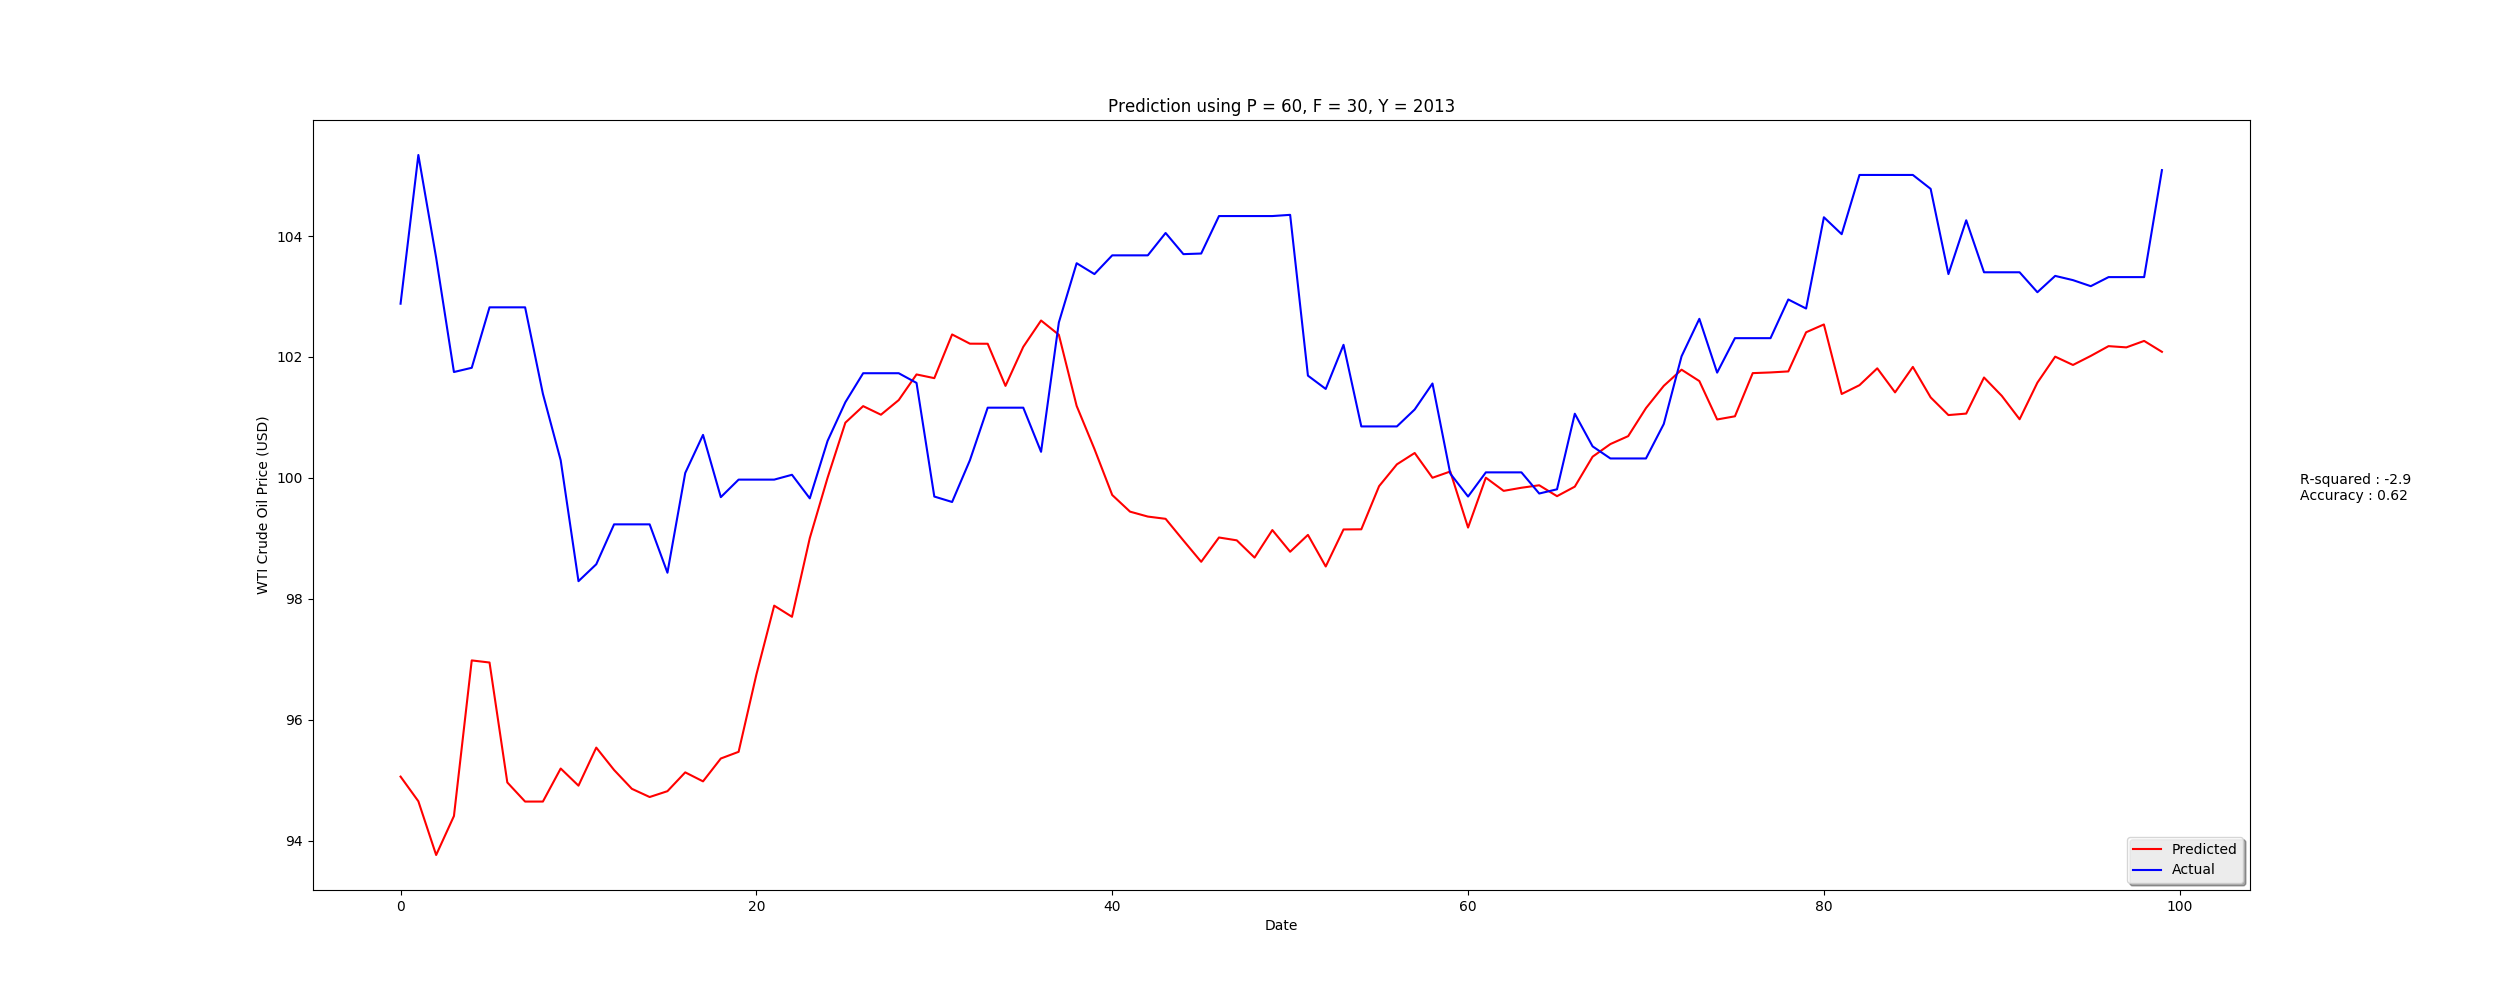 Prediction using P = 60, F = 30, Y = 2013
WTI Crude Oil Price (USD)
104
102
100
98
96
94
0
20
40
60
80
100
Date
Predicted
Actual
R-squared : -2.9
Accuracy : 0.62